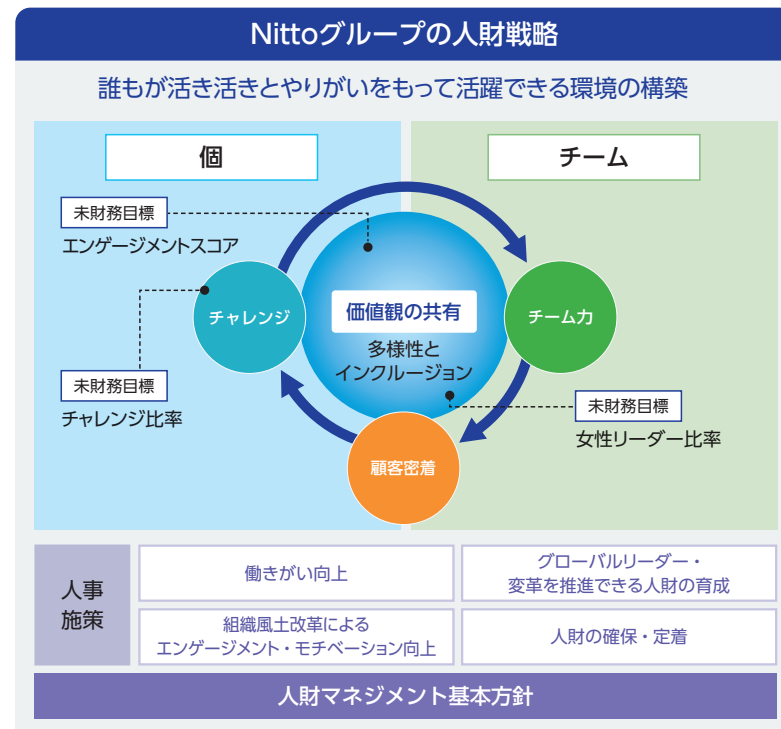 Nittoグループの人財戦略
誰もが活き活きとやりがいをもって活躍できる環境の構築
個
チーム
未財務目標
エンゲージメントスコア
チャレンジ
価値観の共有
多様性と
インクルージョン
チーム力
未財務目標
チャレンジ比率
未財務目標
女性リーダー比率
顧客密着
人事
施策
働きがい向上
グローバルリーダー・
変革を推進できる人財の育成
組織風土改革による
エンゲージメント・モチベーション向上
人財の確保・定着
人財マネジメント基本方針